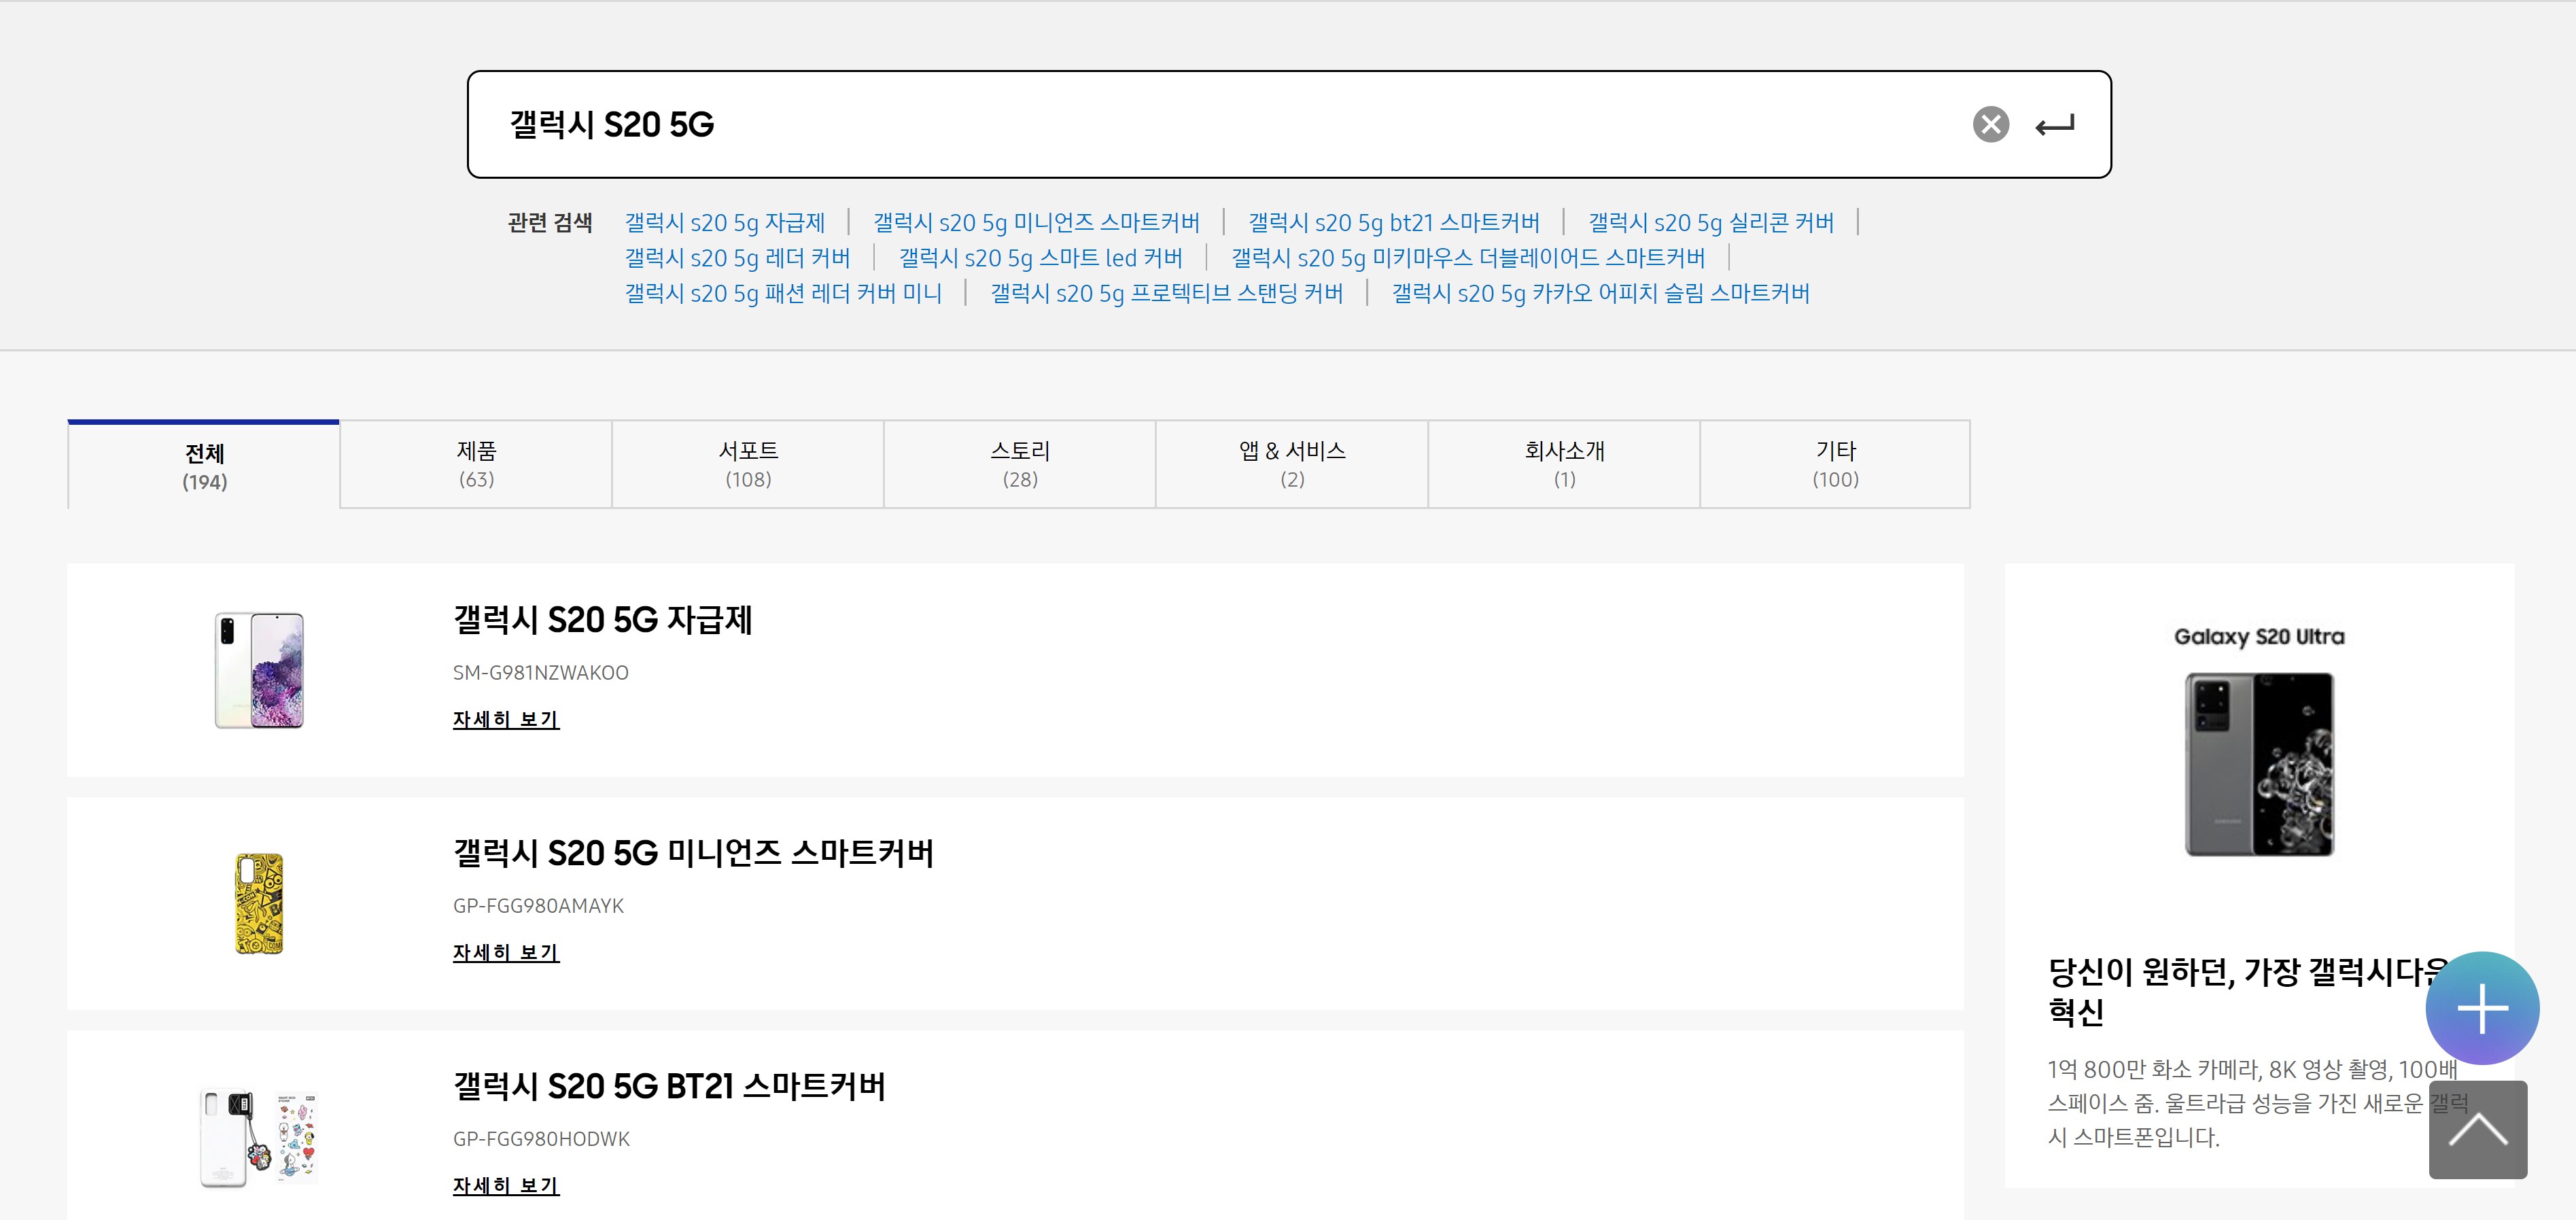 갤럭시 S20 5G
관련 검색 갤럭시 s20 5g 자급제 갤럭시 s20 5g 미니언즈 스마트커버 갤럭시 s20 5g bt21 스마트커버 갤럭시 s20 5g 실리콘 커버
갤럭시 s20 5g 레더 커버 갤럭시 s20 5g 스마트 led 커버 갤럭시 s20 5g 미키마우스 더블레이어드 스마트커버
갤럭시 s20 5g 패션 레더 커버 미니 갤럭시 s20 5g 프로텍티브 스탠딩 커버 갤럭시 s20 5g 카카오 어피치 슬림 스마트커버
전체
(194)
제품
(63)
서포트
(108)
스토리
(28)
앱 & 서비스
(2)
회사소개
(1)
기타
(100)
갤럭시 S20 5G 자급제
SM-G981NZWAKOO
자세히 보기
갤럭시 S20 5G 미니언즈 스마트커버
GP-FGG980AMAYK
자세히 보기
갤럭시 S20 5G BT21 스마트커버
GP-FGG980HODWK
자세히 보기
Galaxy S20 Ultra
당신이 원하던, 가장 갤럭시다운
혁신
1억 800만 화소 카메라, 8K 영상 촬영, 100배
스페이스 줌. 울트라급 성능을 가진 새로운 갤럭
시 스마트폰입니다.